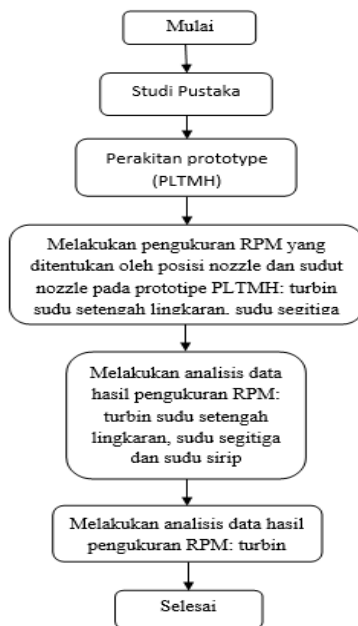 Mulai
Studi Pustaka
Perakitan prototype
(PLTMH)
Melakukan pengukuran RPM yang
ditentukan oleh posisi nozzle dan sudut
nozzle pada prototipe PLTMH: turbin
sudu setengah lingkaran, sudu segitiga
Melakukan analisis data
hasil pengukuran RPM:
turbin sudu setengah
lingkaran, sudu segitiga
dan sudu sirip
Melakukan analisis data hasil
pengukuran RPM: turbin
Selesai